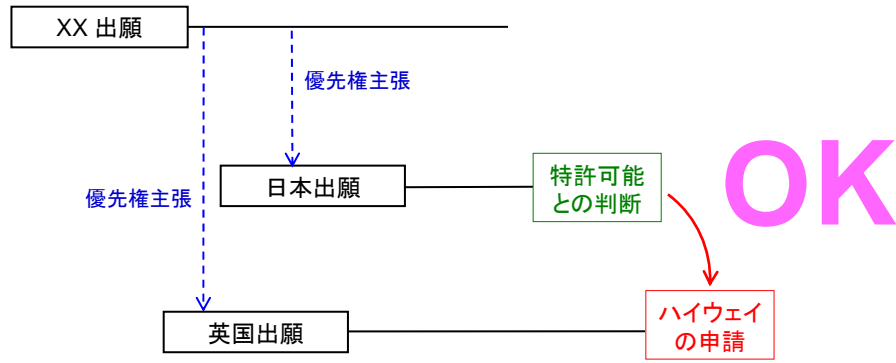 XX 出願
優先権主張
優先権主張
日本出願
特許可能
との判断
OK
英国出願
ハイウェイ
の申請